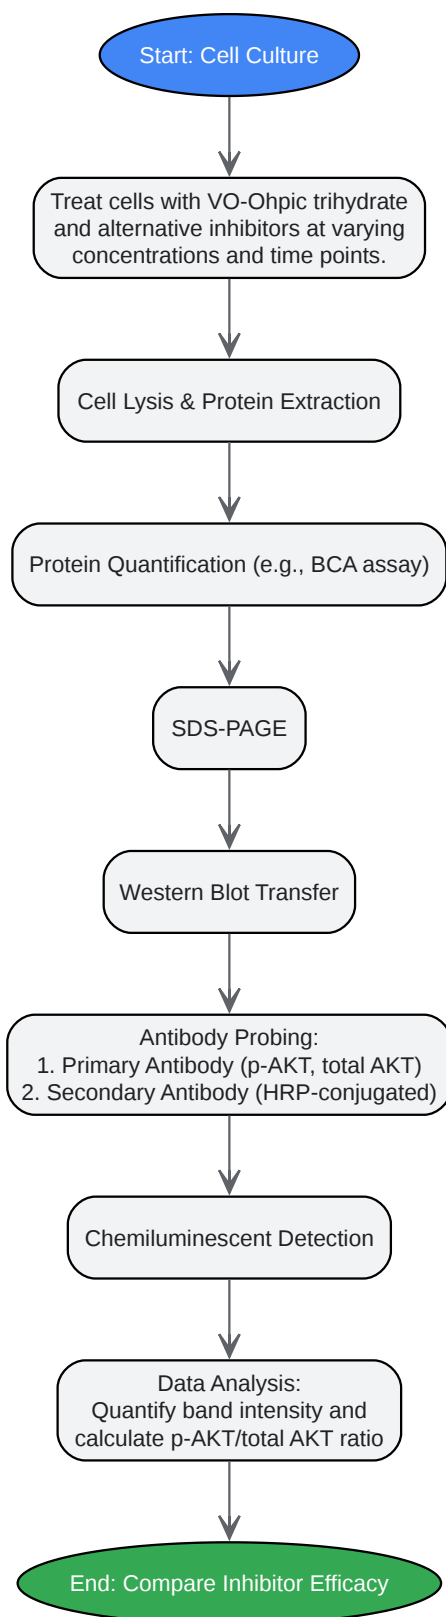 Start: Cell Culture
Treat cells with VO-Ohpic trihydrate
and alternative inhibitors at varying
concentrations and time points.
Cell Lysis & Protein Extraction
Protein Quantification (e.g., BCA assay)
SDS-PAGE
Western Blot Transfer
Antibody Probing:
1. Primary Antibody (p-AKT, total AKT)
2. Secondary Antibody (HRP-conjugated)
Chemiluminescent Detection
Data Analysis:
Quantify band intensity and
calculate p-AKT/total AKT ratio
End: Compare Inhibitor Efficacy